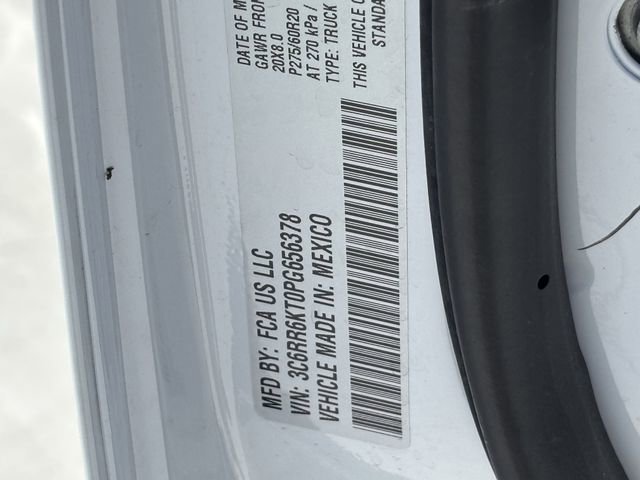 MFD BY: FCA US LLC
VIN: 3C6RR6KT0PG656378
VEHICLE MADE IN: MEXICO
DATE OF M
GAWR FRON
20X8.0
P275/60R20
AT 270 kPa /
TYPE: TRUCK
THIS VEHICLE C
STANDA